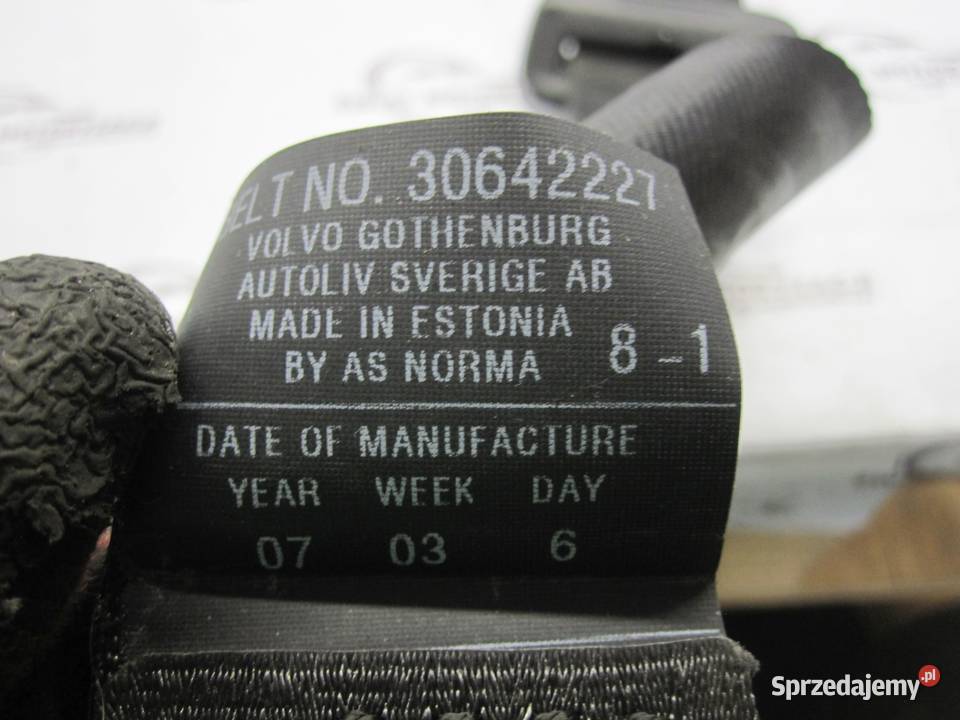 BELT NO. 30642227
VOLVO GOTHENBURG
AUTOLIV SVERIGE AB
MADE IN ESTONIA
BY AS NORMA 8-1
DATE OF MANUFACTURE
YEAR WEEK DAY
07 03 6
Sprzedajemy.pl